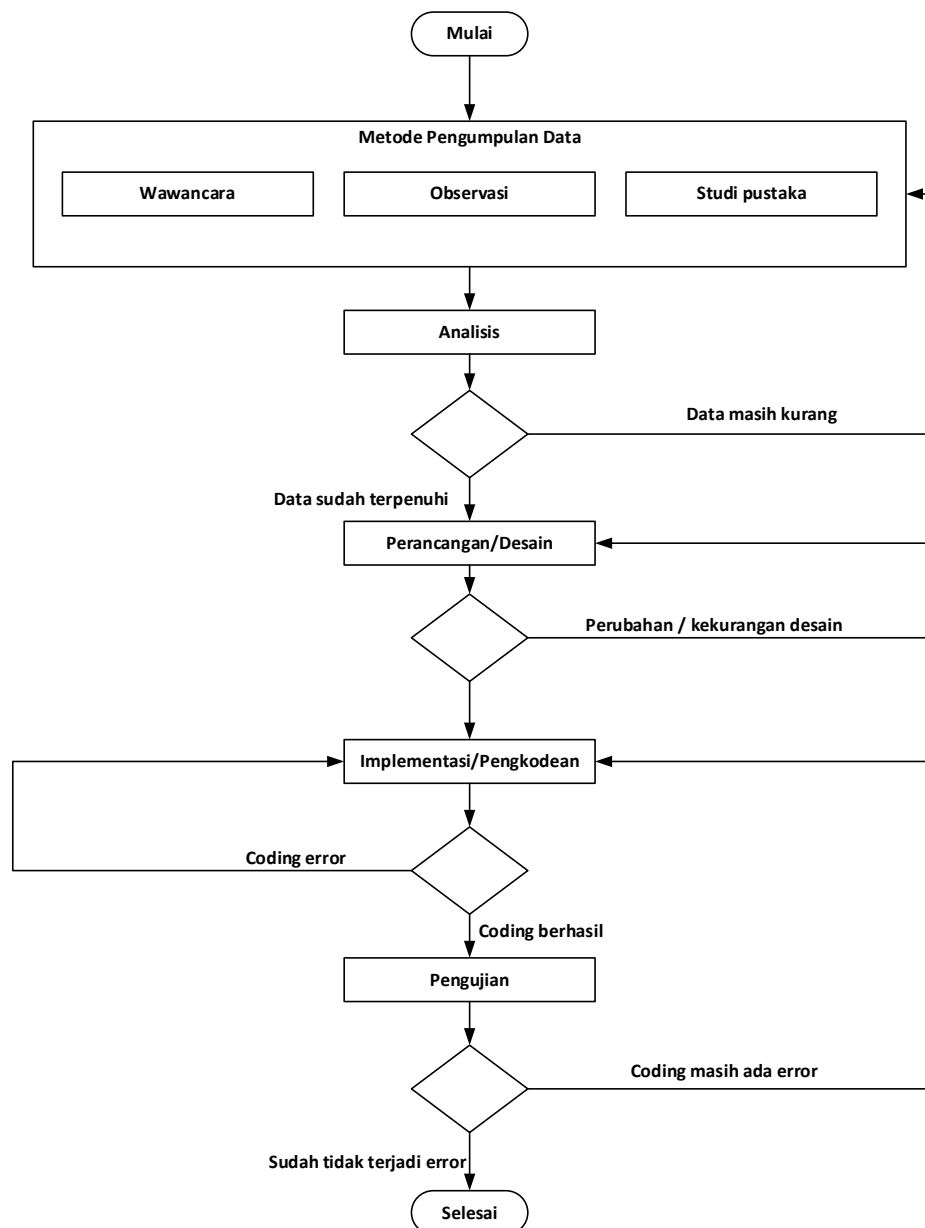 Mulai
Metode Pengumpulan Data
Wawancara
Observasi
Studi pustaka
Analisis
Data masih kurang
Data sudah terpenuhi
Perancangan/Desain
Perubahan / kekurangan desain
Implementasi/Pengkodean
Coding error
Coding berhasil
Pengujian
Coding masih ada error
Sudah tidak terjadi error
Selesai